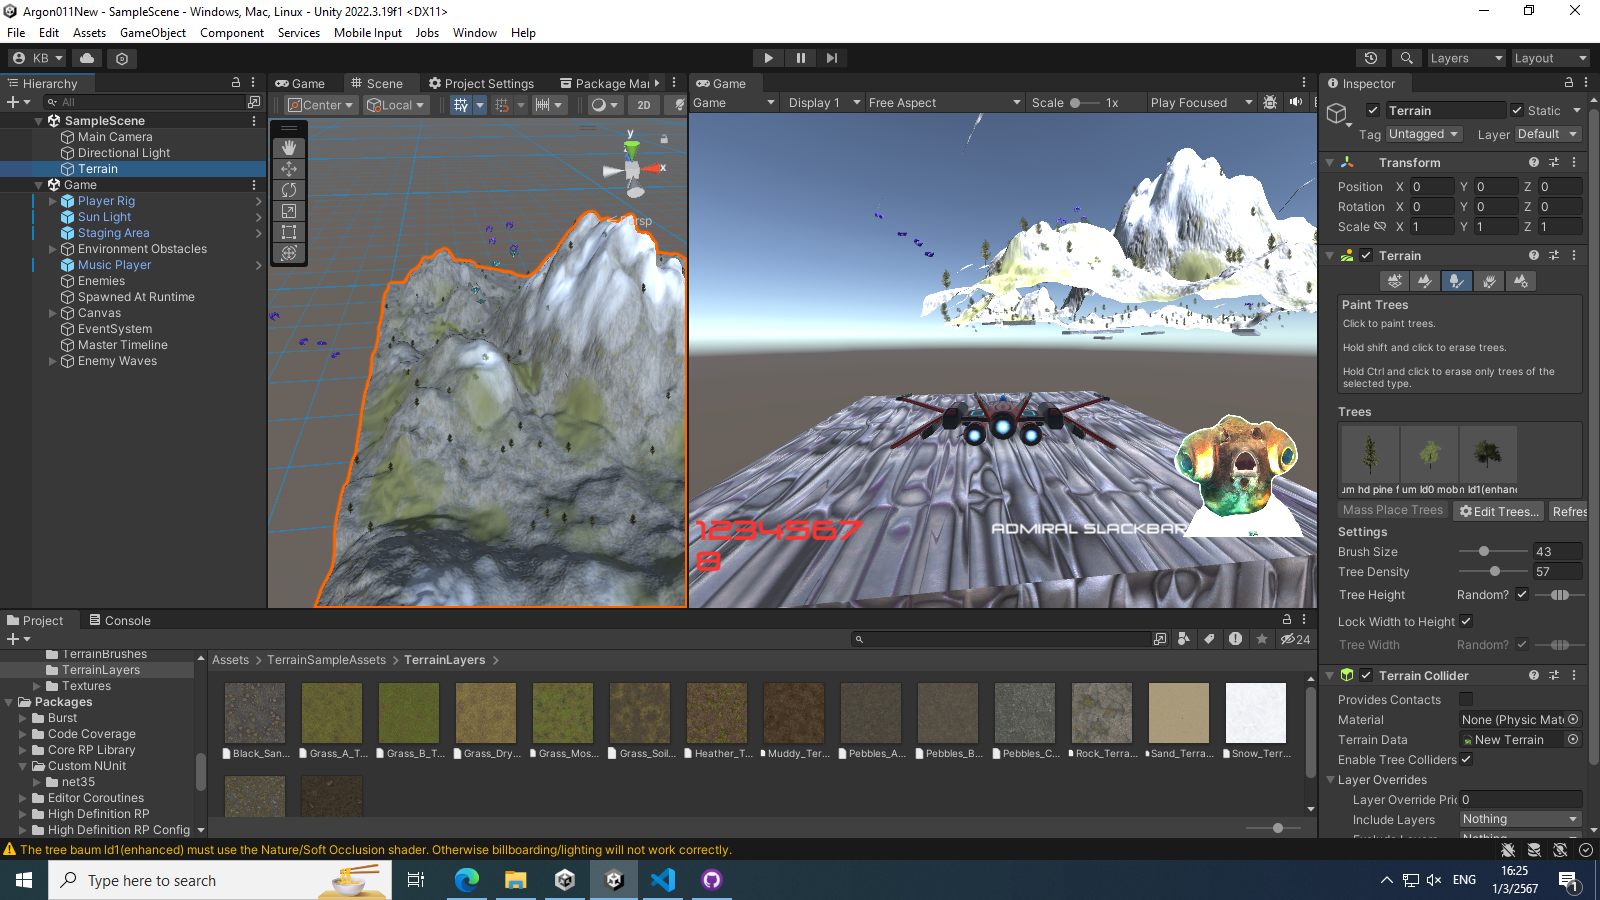 Argon011New - SampleScene - Windows, Mac, Linux - Unity 2022.3.19f1 <DX11>
File Edit Assets GameObject Component Services Mobile Input Jobs Window Help
KB Layers Layout
Hierarchy
All
SampleScene
Main Camera
Directional Light
Terrain
Game
Player Rig
Sun Light
Staging Area
Environment Obstacles
Music Player
Enemies
Spawned At Runtime
Canvas
EventSystem
Master Timeline
Enemy Waves
Game Scene Project Settings Package Ma
Center Local 2D
y
x
Persp
Game
Game Display 1 Free Aspect Scale 1x Play Focused
ADMIRAL SLACKBAR
1234567
8
Inspector
Terrain Static
Tag Untagged Layer Default
Transform
Position X 0 Y 0 Z 0
Rotation X 0 Y 0 Z 0
Scale X 1 Y 1 Z 1
Terrain
Paint Trees
Click to paint trees.
Hold shift and click to erase trees.
Hold Ctrl and click to erase only trees of the
selected type.
Trees
um hd pine f um ld0 mob n ld1(enhanc
Mass Place Trees Edit Trees... Refres
Settings
Brush Size 43
Tree Density 57
Tree Height Random?
Lock Width to Height
Tree Width Random?
Terrain Collider
Provides Contacts
Material None (Physic Mate
Terrain Data New Terrain
Enable Tree Colliders
Layer Overrides
Layer Override Pric 0
Include Layers Nothing
Project Console
24
TerrainBrushes
TerrainLayers
Textures
Packages
Burst
Code Coverage
Core RP Library
Custom NUnit
net35
Editor Coroutines
High Definition RP
High Definition RP Config
Assets > TerrainSampleAssets > TerrainLayers >
Black_San... Grass_A_T... Grass_B_T... Grass_Dry... Grass_Mos... Grass_Soil... Heather_T... Muddy_Ter... Pebbles_A... Pebbles_B... Pebbles_C... Rock_Terra... Sand_Terra... Snow_Terr...
The tree baum ld1(enhanced) must use the Nature/Soft Occlusion shader. Otherwise billboarding/lighting will not work correctly.
Type here to search
ENG
16:25
1/3/2567
1